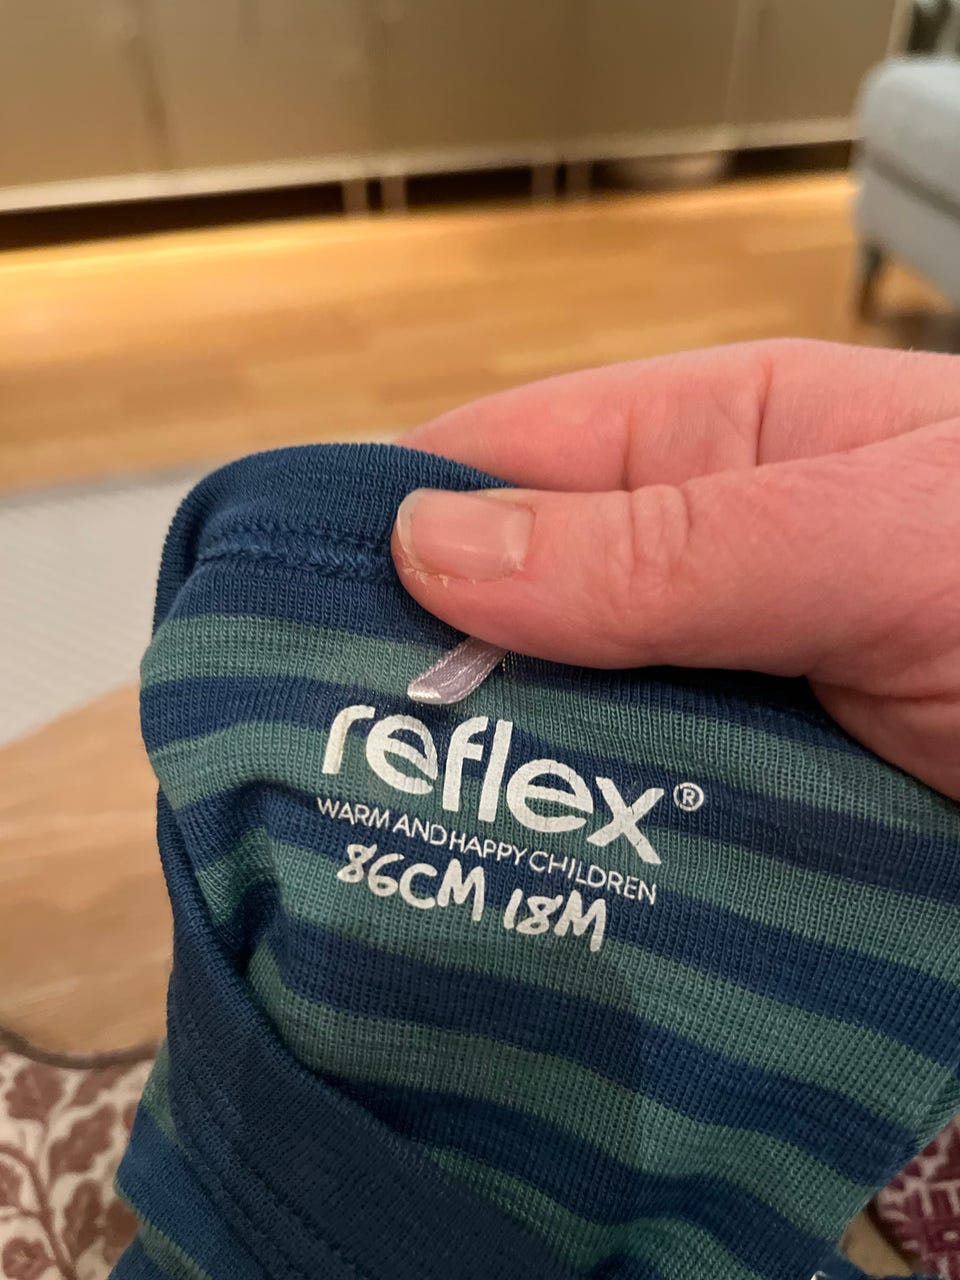 reflex®
WARM AND HAPPY CHILDREN
86CM 18M